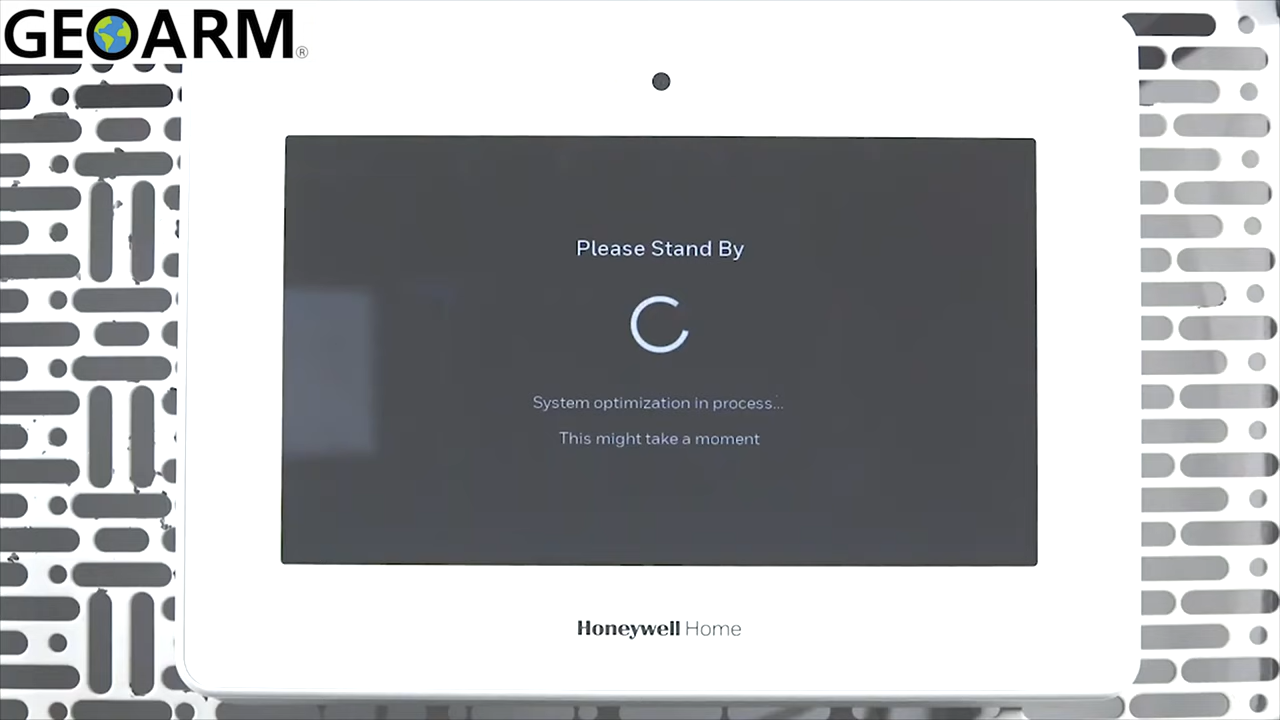 GEOARM®
Please Stand By
System optimization in process...
This might take a moment
Honeywell Home